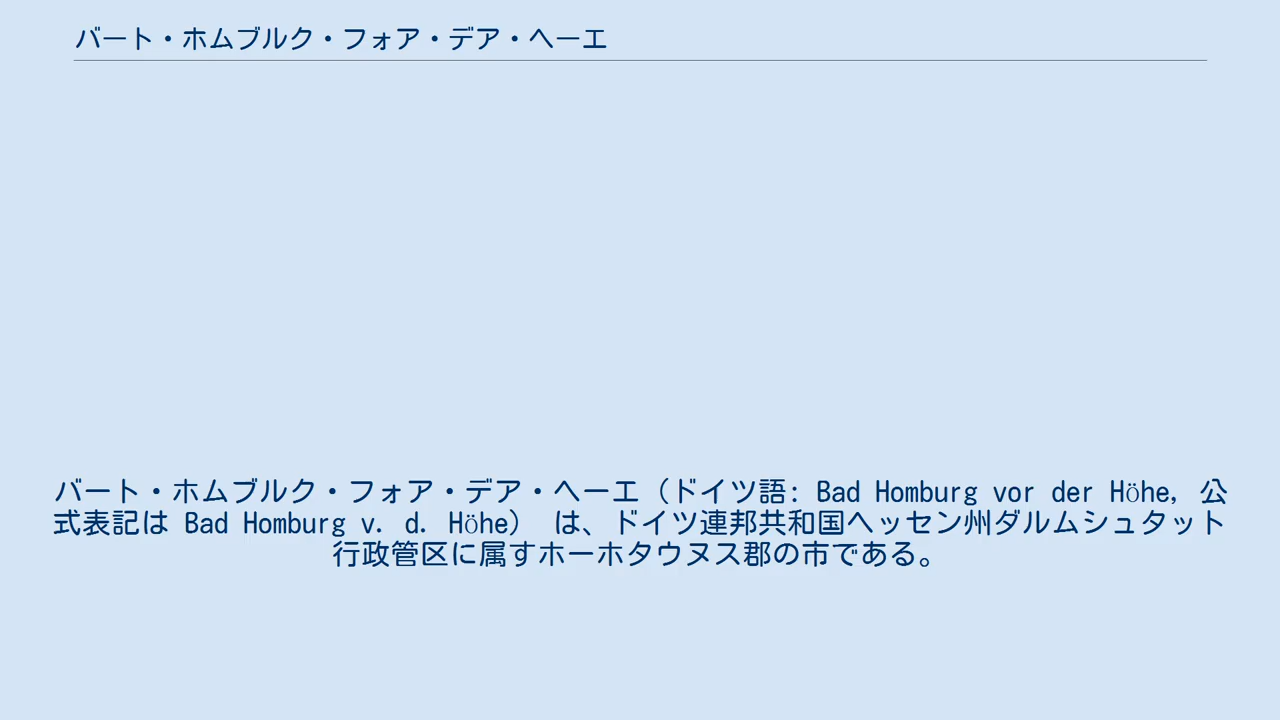 バート・ホムブルク・フォア・デア・ヘーエ
バート・ホムブルク・フォア・デア・ヘーエ（ドイツ語: Bad Homburg vor der Höhe, 公
式表記は Bad Homburg v. d. Höhe） は、ドイツ連邦共和国ヘッセン州ダルムシュタット
行政管区に属すホーホタウヌス郡の市である。